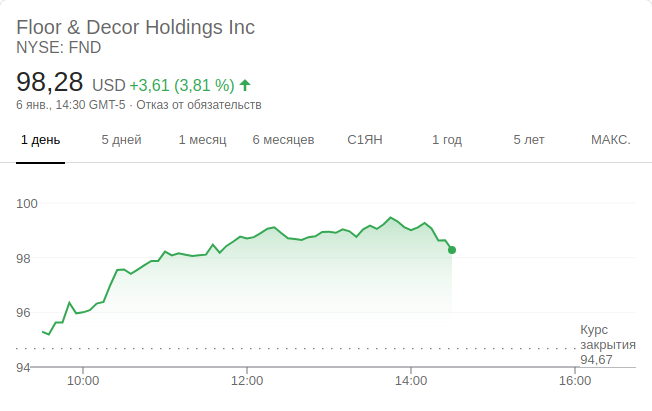 Floor & Decor Holdings Inc
NYSE: FND
98,28 USD +3,61 (3,81 %)
6 янв., 14:30 GMT-5 · Отказ от обязательств
1 день 5 дней 1 месяц 6 месяцев С1ЯН 1 год 5 лет МАКС.
100
98
96
Курс
закрытия
94,67
94
10:00 12:00 14:00 16:00